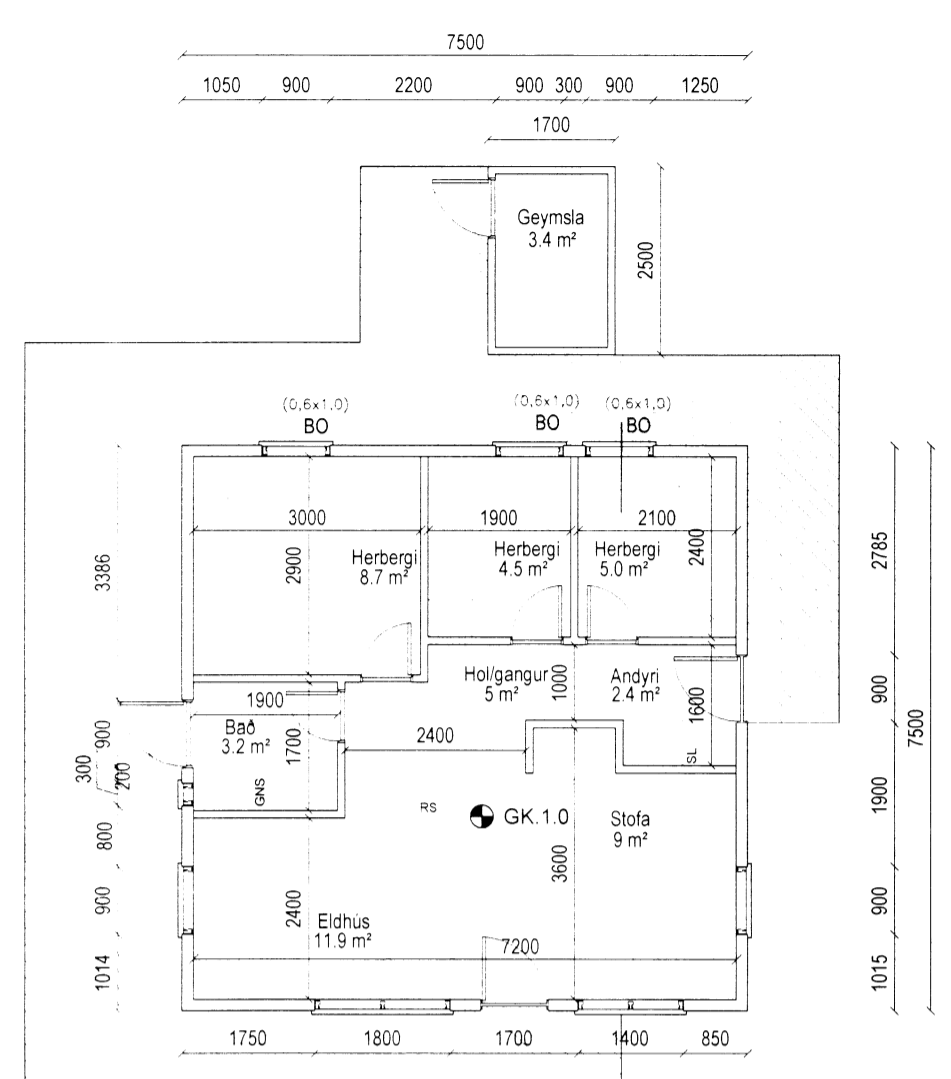 7500
1050 900 2200 900 300 900 1250
1700
Geymsla
3.4 m²
2500
(0,6x1,0) (0,6x1,0) (0,6x1,0)
BO BO BO
3000 1900 2100
2900
2400
Herbergi
8.7 m²
Herbergi
4.5 m²
Herbergi
5.0 m²
3386
2785
7500
Hol/gangur
5 m²
1000
Andyri
2.4 m²
1600
900
1900
Bað
3.2 m²
1700
2400
900
300
200
GNS
SL
RS
GK.1.0
Stofa
9 m²
1900
800
3600
900
900
2400
Eldhús
11.9 m²
7200
1014
1015
1750 1800 1700 1400 850